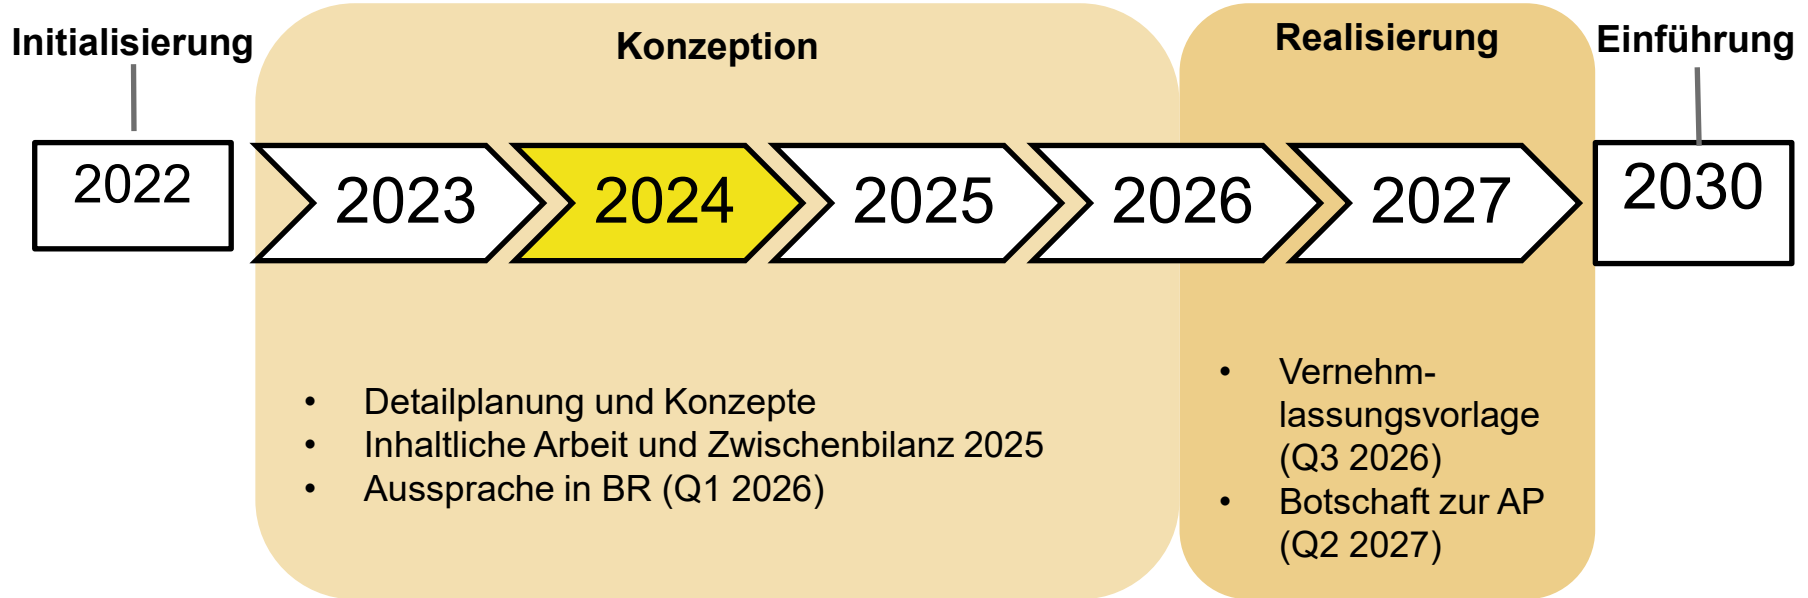 Initialisierung
Konzeption
Realisierung
Einführung
2022
2023
2024
2025
2026
2027
2030
• Detailplanung und Konzepte
• Inhaltliche Arbeit und Zwischenbilanz 2025
• Aussprache in BR (Q1 2026)
• Vernehm-
lassungsvorlage
(Q3 2026)
• Botschaft zur AP
(Q2 2027)